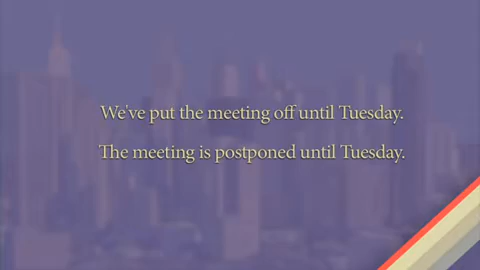 We've put the meeting off until Tuesday.
The meeting is postponed until Tuesday.